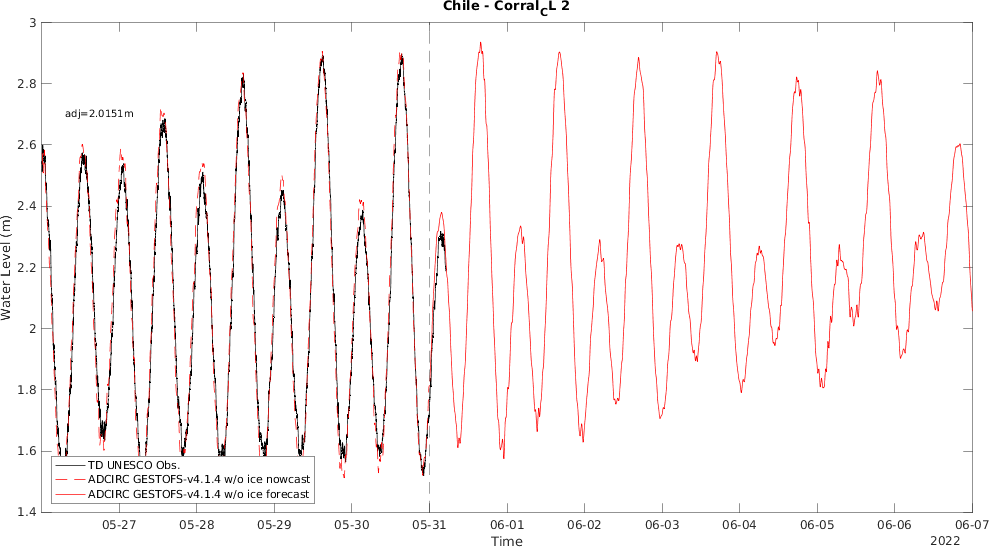 Chile - Corral_CL 2
3
2.8
adj=2.0151m
2.6
2.4
2.2
2
1.8
1.6
1.4
Water Level (m)
TD UNESCO Obs.
ADCIRC GESTOFS-v4.1.4 w/o ice nowcast
ADCIRC GESTOFS-v4.1.4 w/o ice forecast
05-27 05-28 05-29 05-30 05-31 06-01 06-02 06-03 06-04 06-05 06-06 06-07
Time
2022